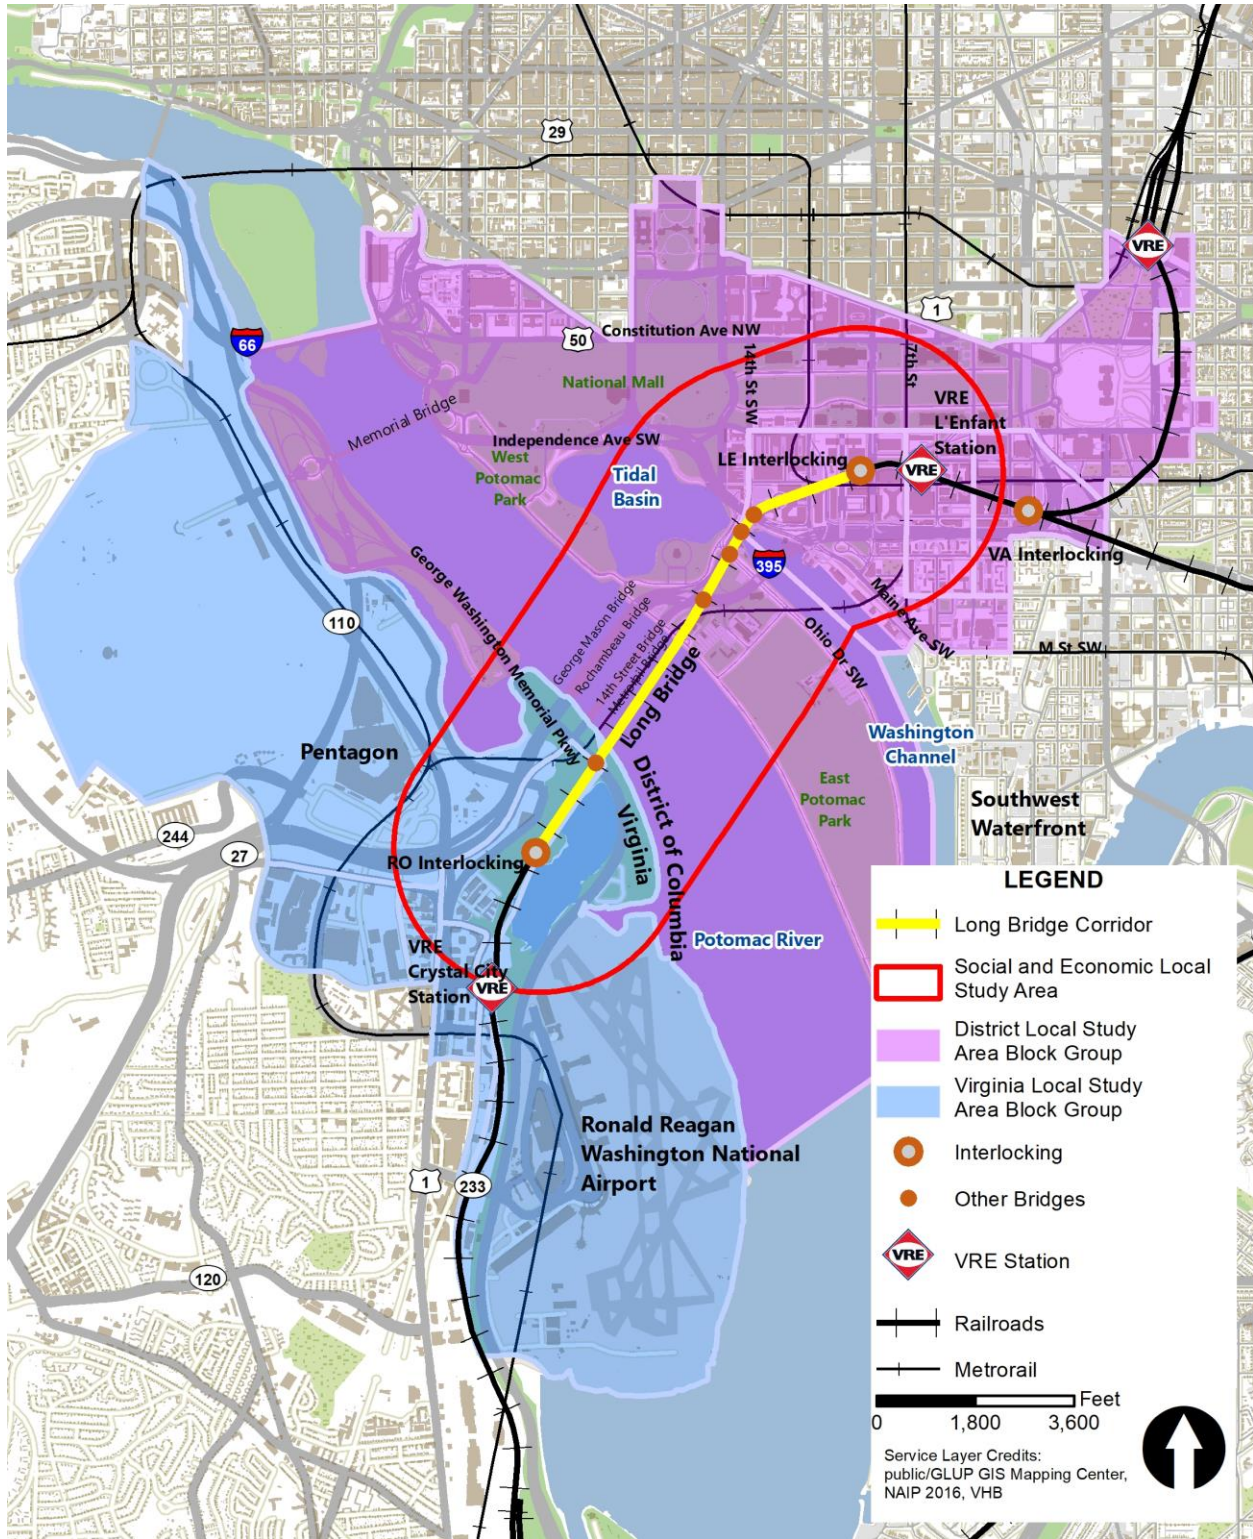 29
VRE
1
66
50
Constitution Ave NW
14th St SW
7th St
National Mall
VRE
L'Enfant
Station
Memorial Bridge
Independence Ave SW
West
Potomac
Park
Tidal
Basin
LE Interlocking
VRE
VA Interlocking
395
George Washington Memorial Pkwy
110
George Mason Bridge
Rochambeau Bridge
14th Street Bridge
Metrorail Bridge
Long Bridge
Maine Ave SW
Ohio Dr SW
M St SW
Washington
Channel
Pentagon
District of Columbia
Virginia
East
Potomac
Park
Southwest
Waterfront
244
27
RO Interlocking
VRE
Crystal City
Station
VRE
Potomac River
Ronald Reagan
Washington National
Airport
1
233
120
LEGEND
Long Bridge Corridor
Social and Economic Local
Study Area
District Local Study
Area Block Group
Virginia Local Study
Area Block Group
Interlocking
Other Bridges
VRE
VRE Station
Railroads
Metrorail
Feet
0 1,800 3,600
Service Layer Credits:
public/GLUP GIS Mapping Center,
NAIP 2016, VHB